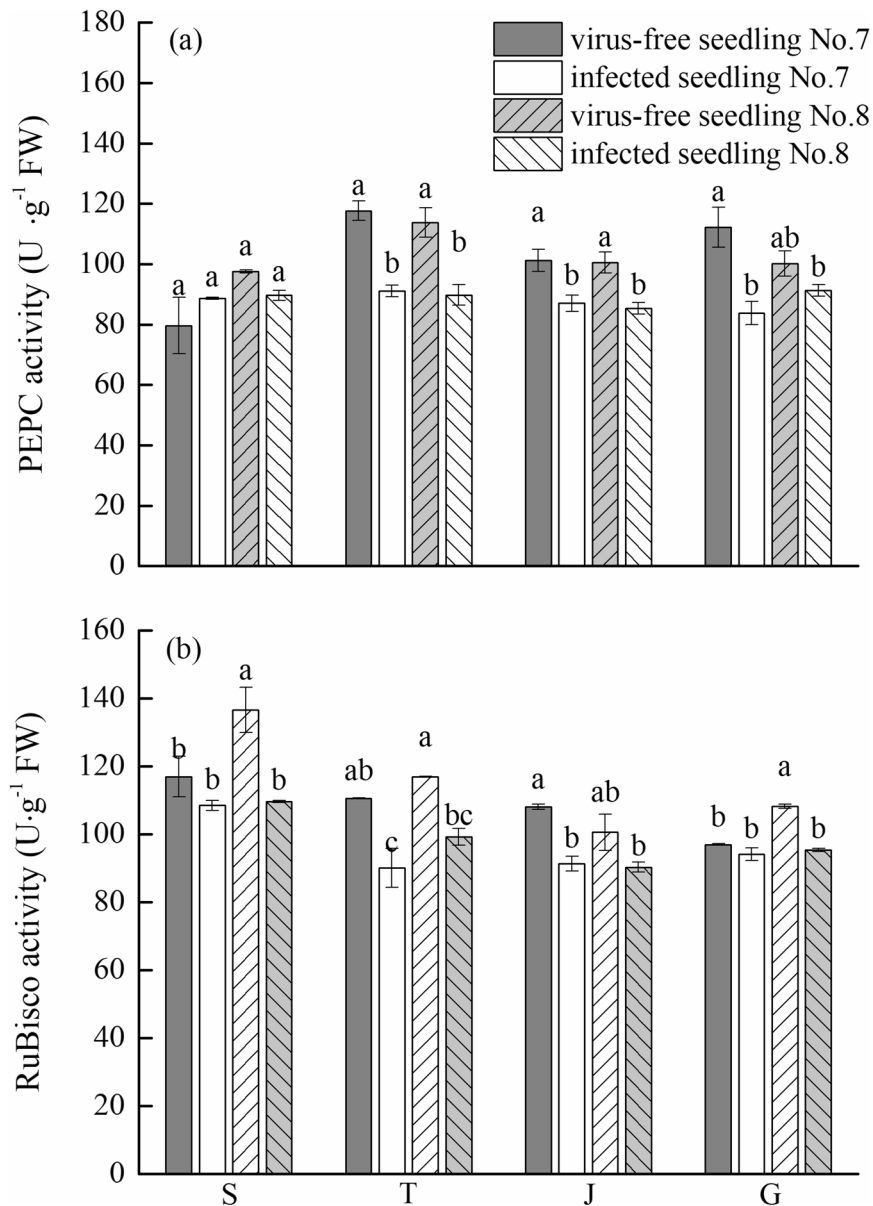 (a)
virus-free seedling No.7
infected seedling No.7
virus-free seedling No.8
infected seedling No.8
PEPC activity (U ·g⁻¹ FW)
180
160
140
120
100
80
60
40
20
0
a a a a
a b a b
a b a b
a b ab b
(b)
RuBisco activity (U·g⁻¹ FW)
160
140
120
100
80
60
40
20
0
b b a b
ab c a bc
a b ab b
b b a b
S T J G